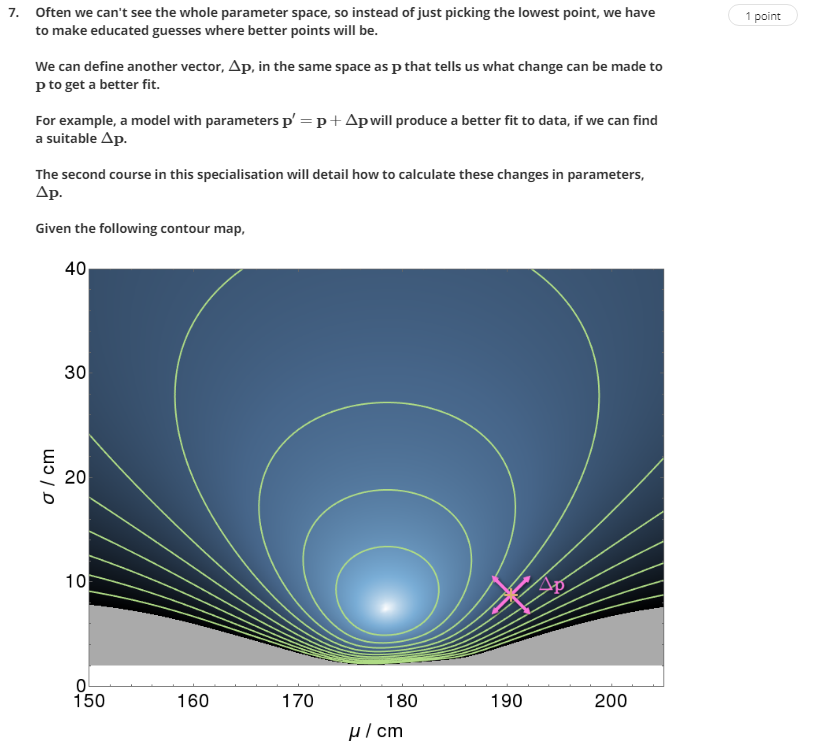 7. Often we can't see the whole parameter space, so instead of just picking the lowest point, we have
1 point
to make educated guesses where better points will be.
We can define another vector, Δp, in the same space as p that tells us what change can be made to
p to get a better fit.
For example, a model with parameters p′ = p + Δp will produce a better fit to data, if we can find
a suitable Δp.
The second course in this specialisation will detail how to calculate these changes in parameters,
Δp.
Given the following contour map,
40
30
20
10
0
σ / cm
Δp
150 160 170 180 190 200
μ / cm